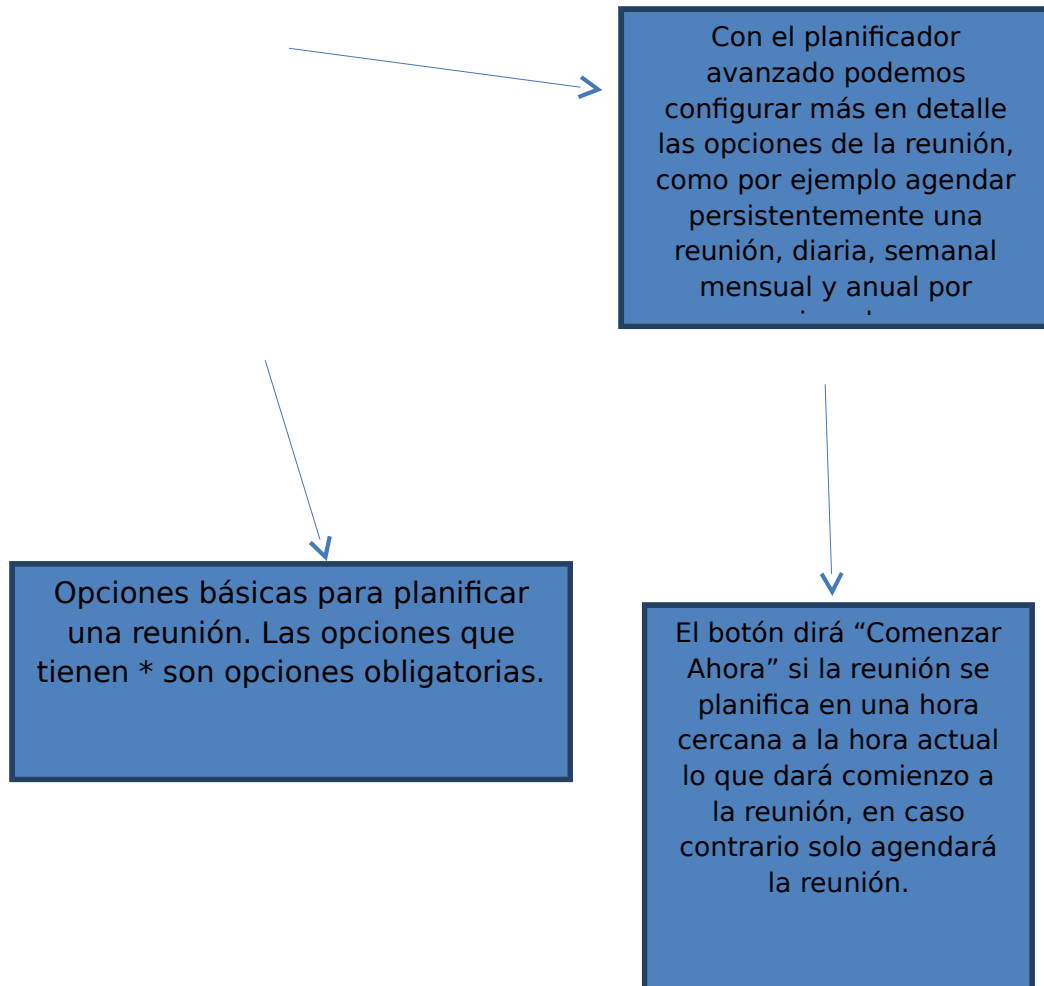 Con el planificador
avanzado podemos
configurar más en detalle
las opciones de la reunión,
como por ejemplo agendar
persistentemente una
reunión, diaria, semanal
mensual y anual por
Opciones básicas para planificar
una reunión. Las opciones que
tienen * son opciones obligatorias.
El botón dirá “Comenzar
Ahora” si la reunión se
planifica en una hora
cercana a la hora actual
lo que dará comienzo a
la reunión, en caso
contrario solo agendará
la reunión.